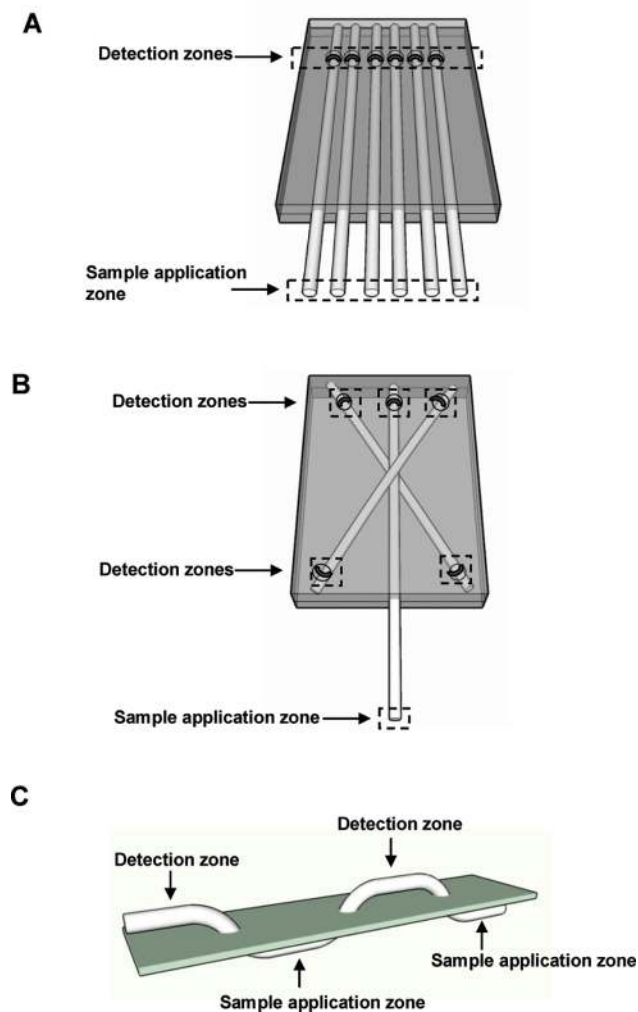 A
Detection zones
Sample application
zone
B
Detection zones
Detection zones
Sample application zone
C
Detection zone
Detection zone
Sample application zone
Sample application zone